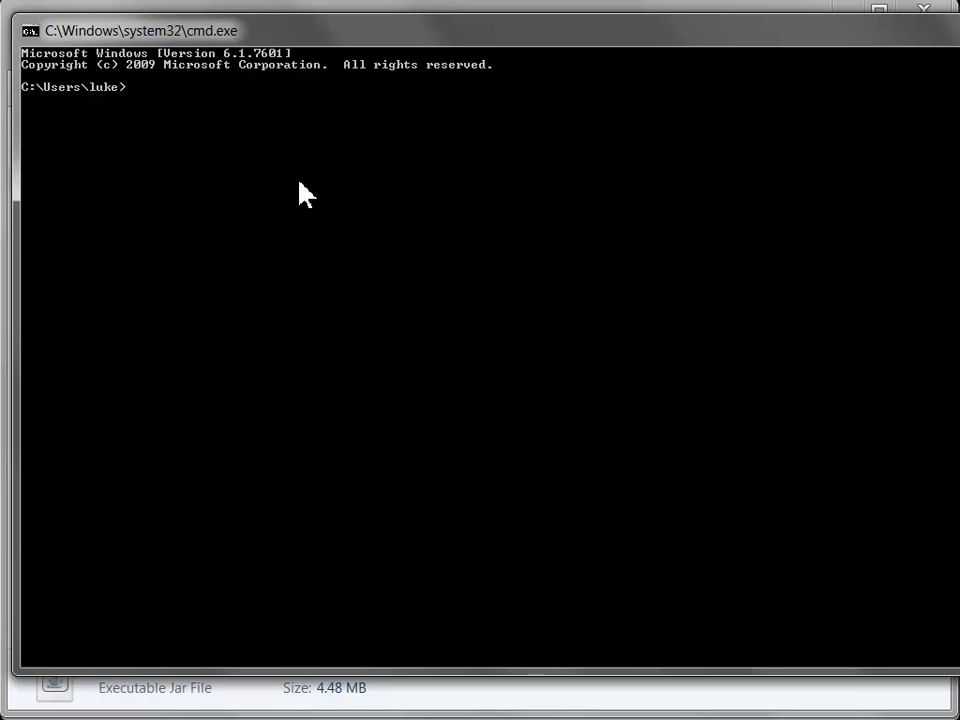 C:\Windows\system32\cmd.exe
Microsoft Windows [Version 6.1.7601]
Copyright (c) 2009 Microsoft Corporation.  All rights reserved.
C:\Users\luke>
Executable Jar File Size: 4.48 MB